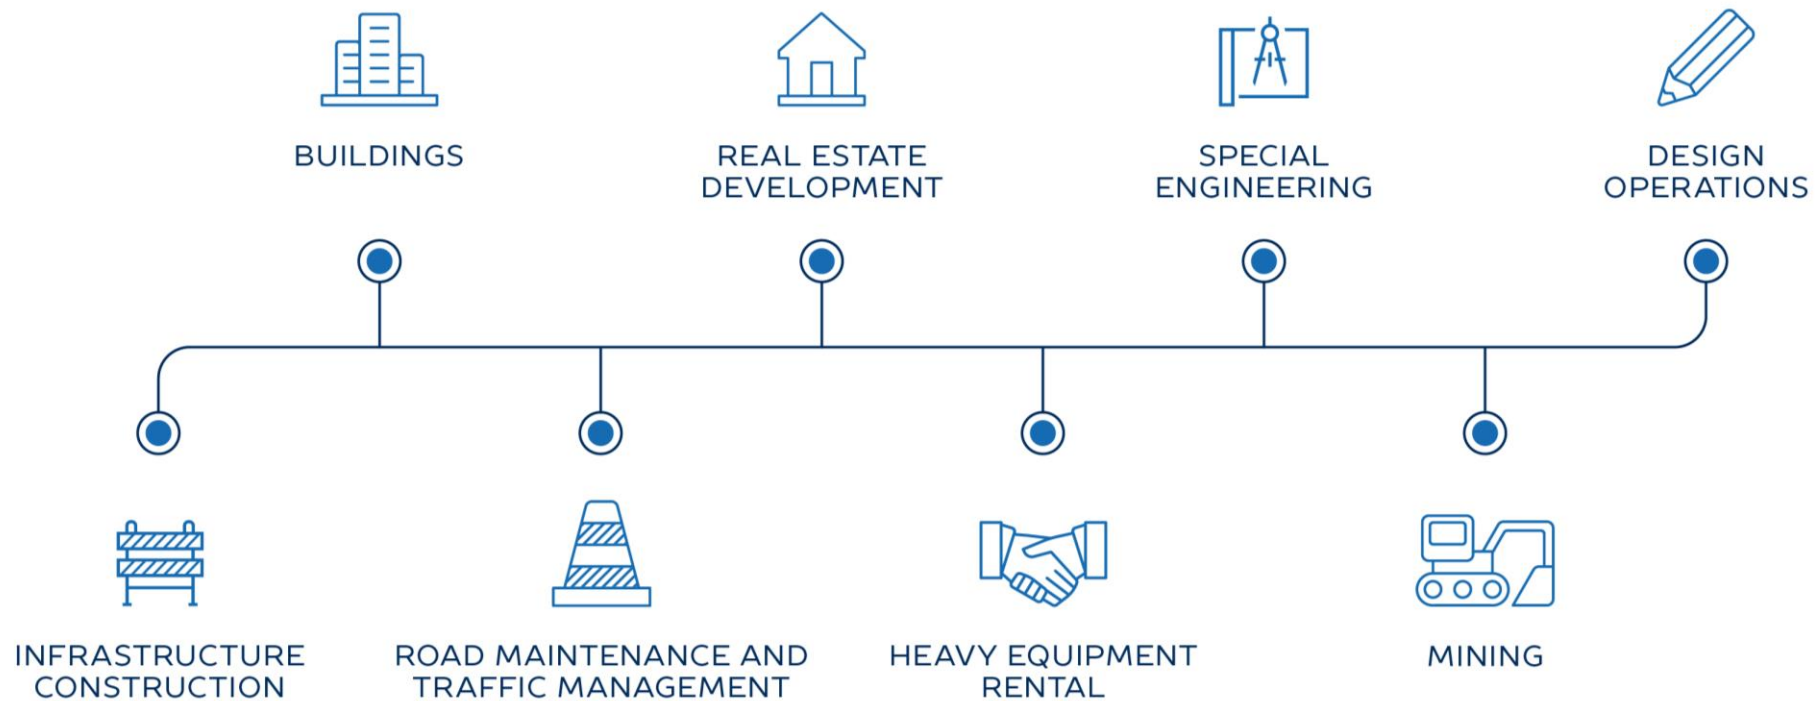 BUILDINGS
REAL ESTATE
DEVELOPMENT
SPECIAL
ENGINEERING
DESIGN
OPERATIONS
INFRASTRUCTURE
CONSTRUCTION
ROAD MAINTENANCE AND
TRAFFIC MANAGEMENT
HEAVY EQUIPMENT
RENTAL
MINING